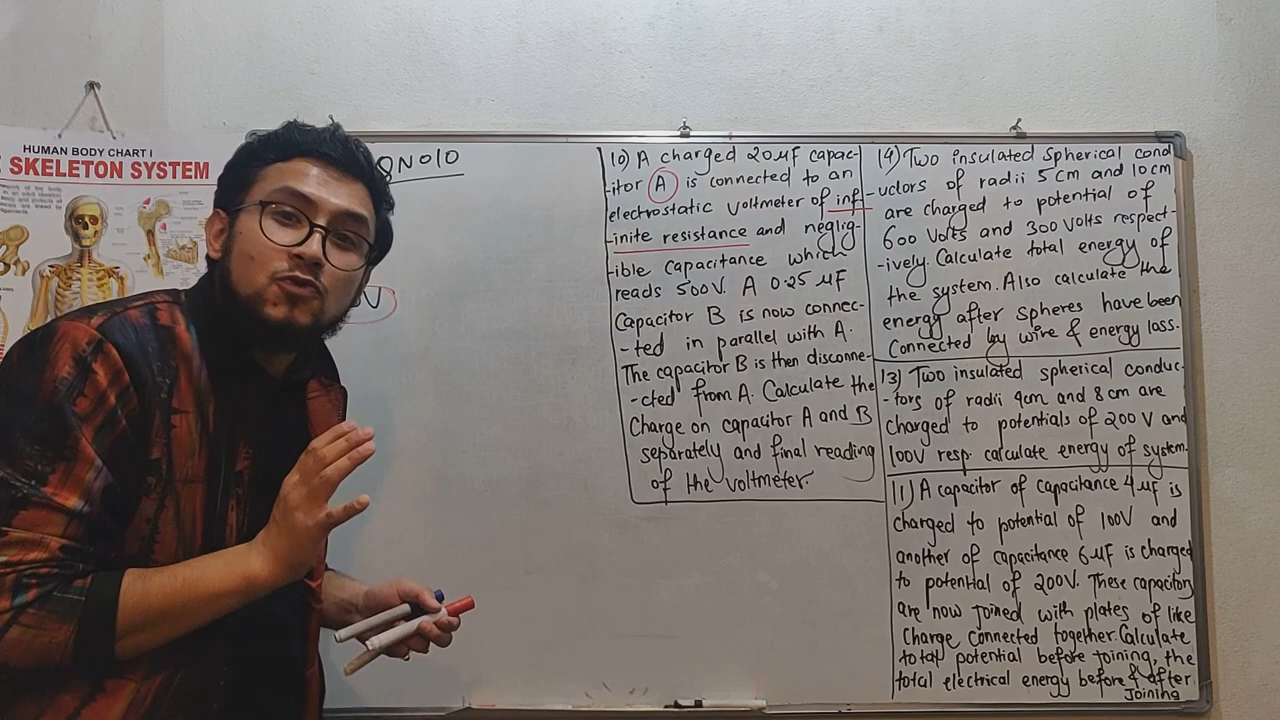 HUMAN BODY CHART I
SKELETON SYSTEM
QNo10
V
10) A charged 20 μF capac-
-itor A is connected to an
electrostatic voltmeter of inf-
-inite resistance and neglig-
-ible capacitance which
reads 500V. A 0.25 μF
Capacitor B is now connec-
-ted in parallel with A.
The capacitor B is then disconne-
-cted from A. Calculate the
Charge on capacitor A and B
separately and final reading
of the voltmeter.
14) Two insulated spherical cond
-uctors of radii 5cm and 10cm
are charged to potential of
600 Volts and 300 Volts respect-
-ively. Calculate total energy of
the system. Also calculate the
energy after spheres have been
Connected by wire & energy loss.
13) Two insulated spherical conduc-
-tors of radii 4cm and 8cm are
Charged to potentials of 200 V and
100V resp. calculate energy of system.
11) A capacitor of capacitance 4μF is
charged to potential of 100V and
another of capacitance 6μF is charged
to potential of 200V. These capacitors
are now joined with plates of like
Charge connected together. Calculate
total potential before joining, the
total electrical energy before & after
Joining